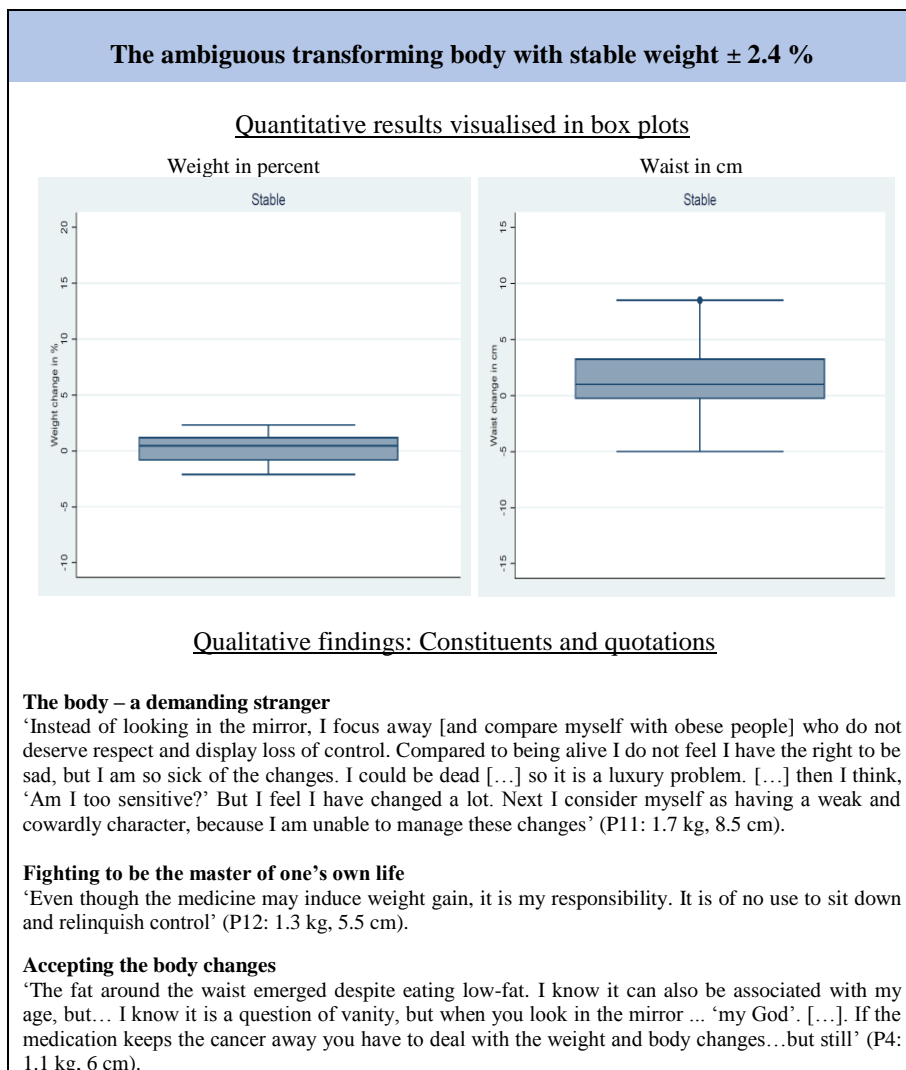 The ambiguous transforming body with stable weight ± 2.4 %
Quantitative results visualised in box plots
Weight in percent
Waist in cm
Stable
20
15
10
5
0
-5
-10
Weight change in %
Stable
15
10
5
0
-5
-10
-15
Waist change in cm
Qualitative findings: Constituents and quotations
The body – a demanding stranger
‘Instead of looking in the mirror, I focus away [and compare myself with obese people] who do not
deserve respect and display loss of control. Compared to being alive I do not feel I have the right to be
sad, but I am so sick of the changes. I could be dead […] so it is a luxury problem. […] then I think,
‘Am I too sensitive?’ But I feel I have changed a lot. Next I consider myself as having a weak and
cowardly character, because I am unable to manage these changes’ (P11: 1.7 kg, 8.5 cm).
Fighting to be the master of one’s own life
‘Even though the medicine may induce weight gain, it is my responsibility. It is of no use to sit down
and relinquish control’ (P12: 1.3 kg, 5.5 cm).
Accepting the body changes
‘The fat around the waist emerged despite eating low-fat. I know it can also be associated with my
age, but… I know it is a question of vanity, but when you look in the mirror ... ‘my God’. […]. If the
medication keeps the cancer away you have to deal with the weight and body changes…but still’ (P4:
1.1 kg, 6 cm).